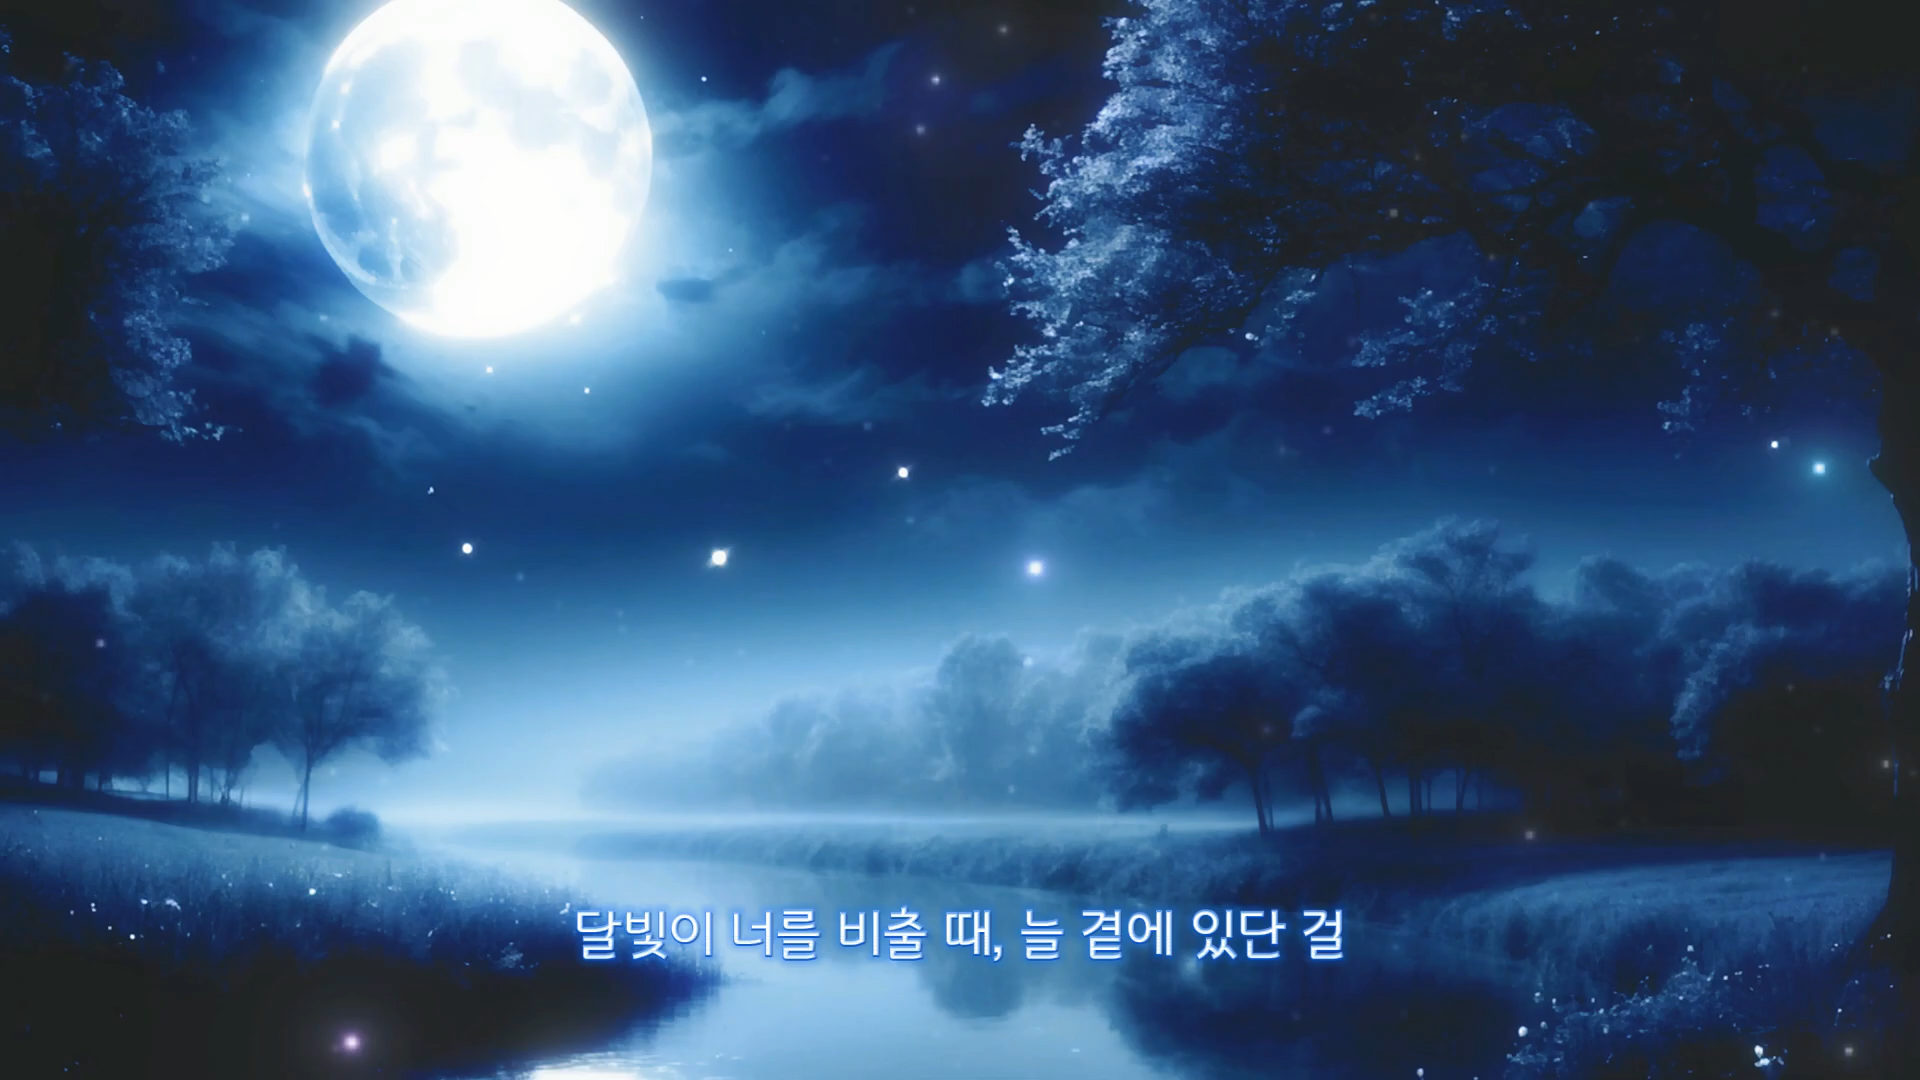 달빛이 너를 비출 때, 늘 곁에 있단 걸